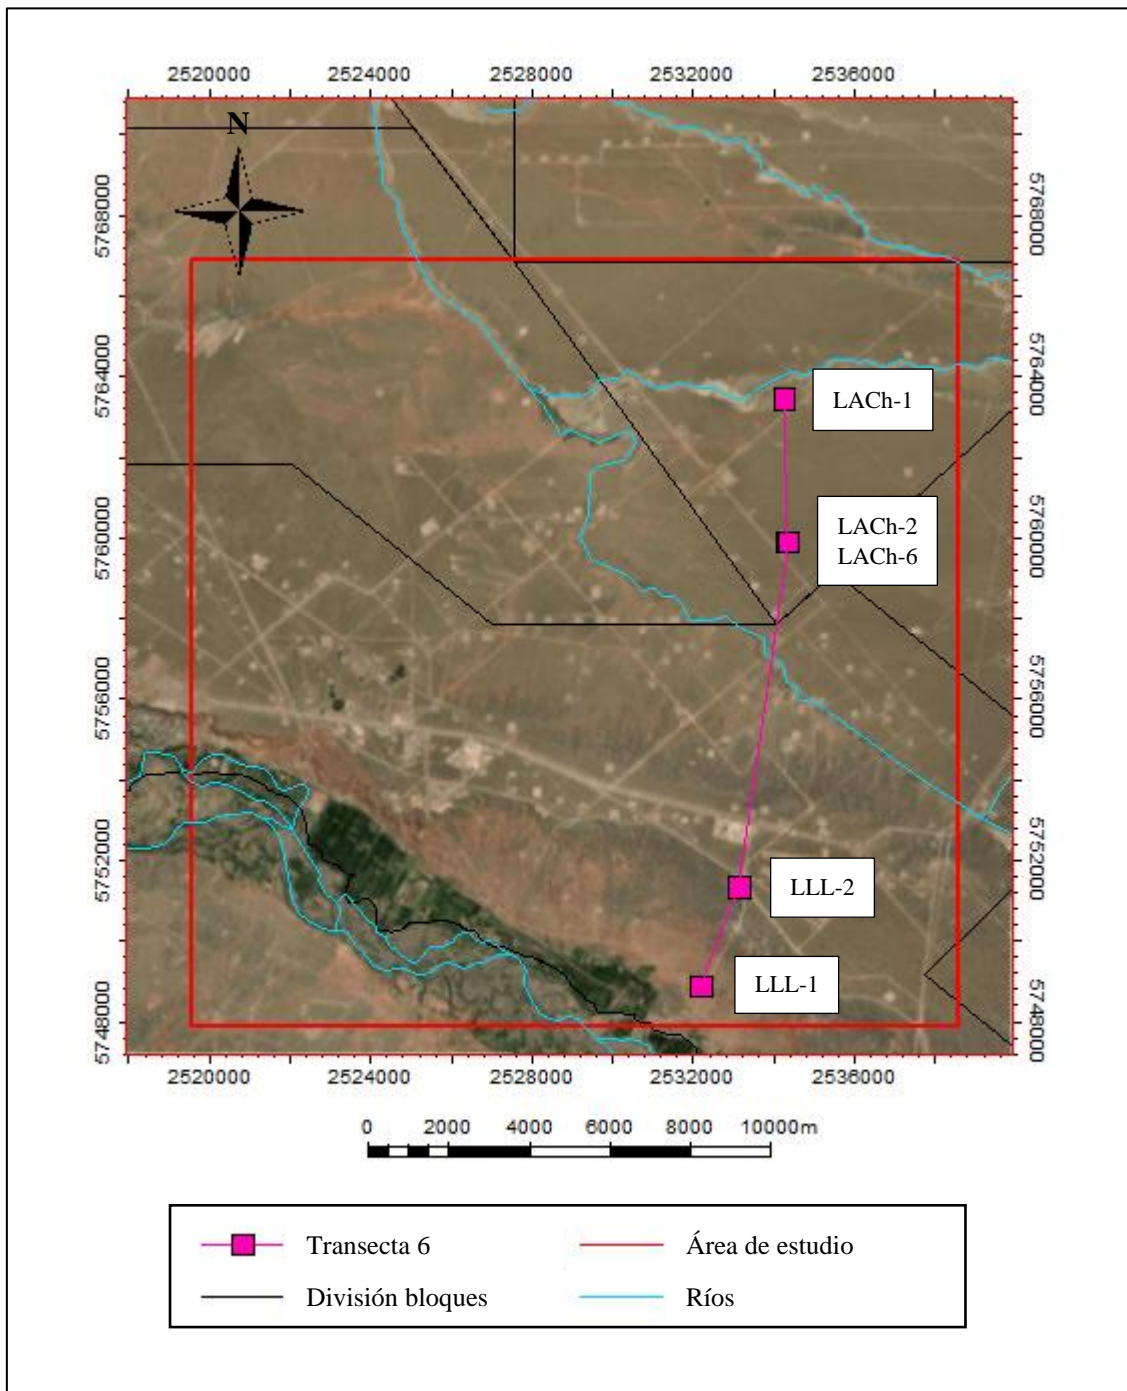 2520000 2524000 2528000 2532000 2536000
N
5768000 5768000
5764000 5764000
LACh-1
5760000 5760000
LACh-2
LACh-6
5756000 5756000
5752000 5752000
LLL-2
LLL-1
5748000 5748000
2520000 2524000 2528000 2532000 2536000
0 2000 4000 6000 8000 10000m
Transecta 6 Área de estudio
División bloques Ríos